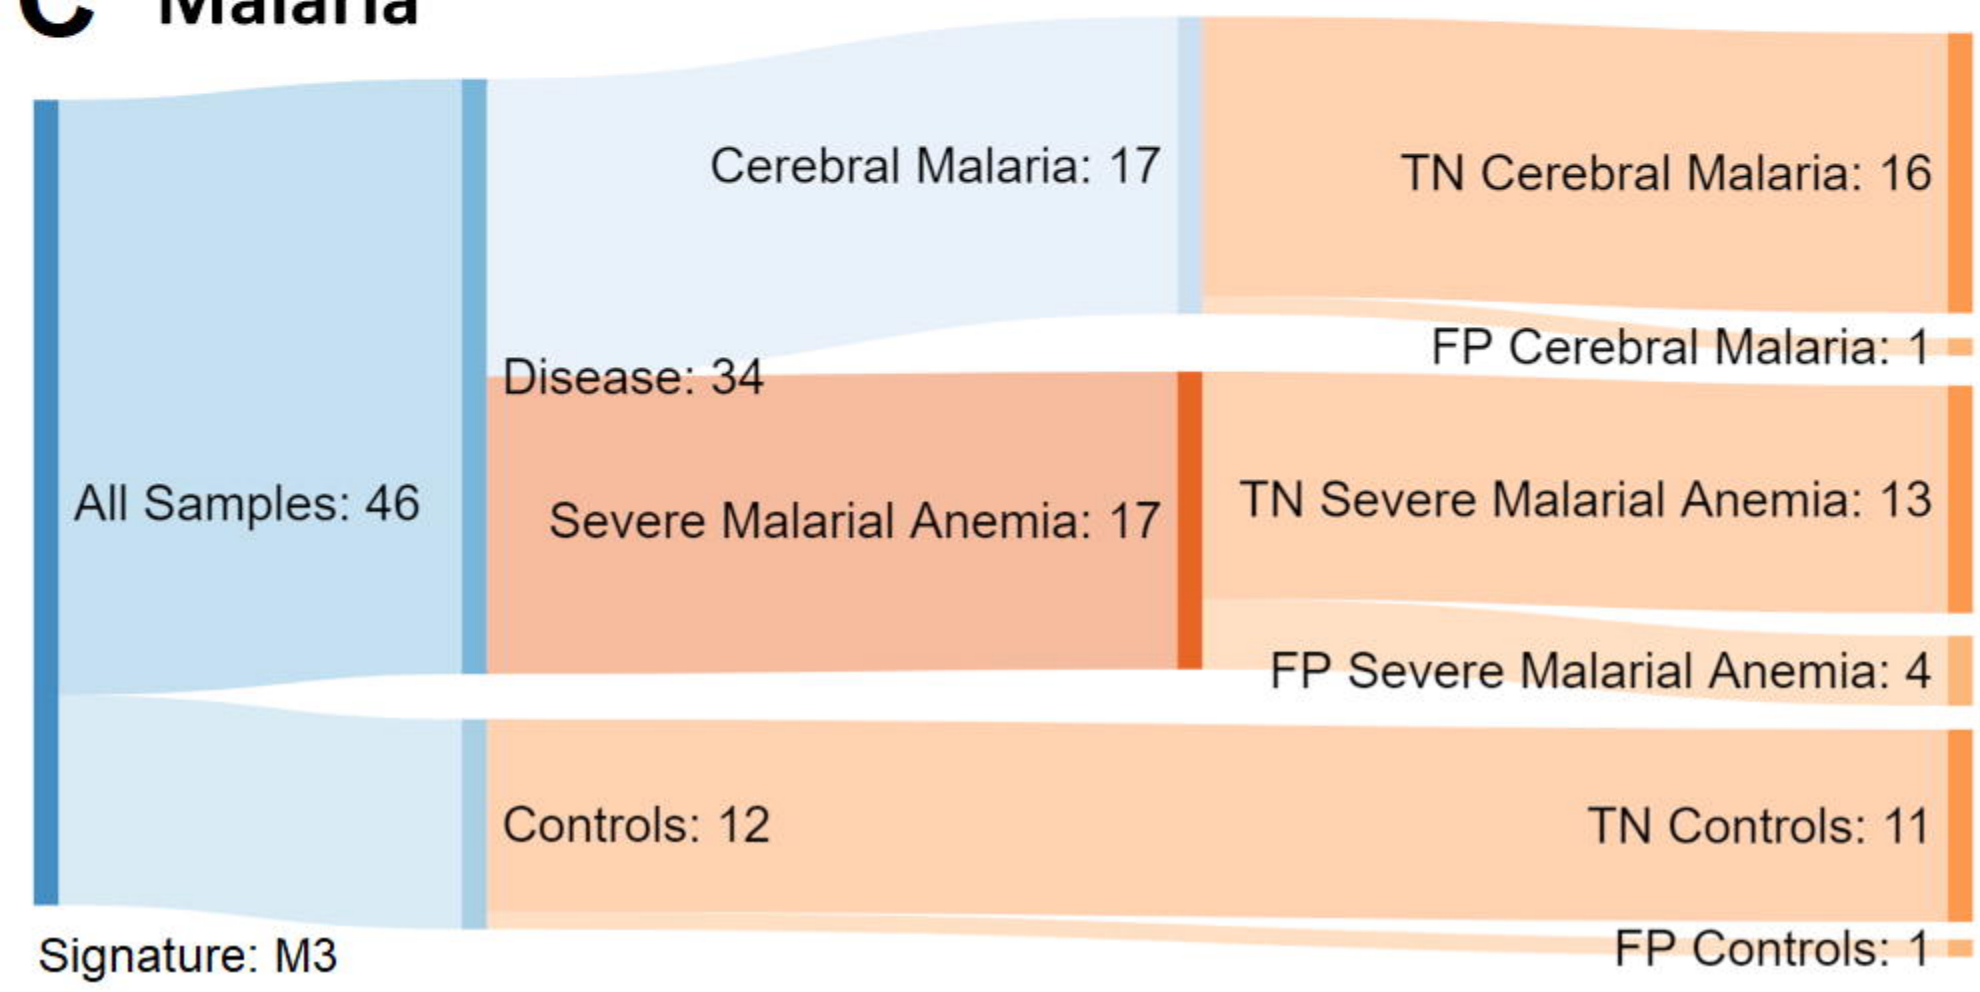 C Malaria
Cerebral Malaria: 17
TN Cerebral Malaria: 16
FP Cerebral Malaria: 1
Disease: 34
All Samples: 46
Severe Malarial Anemia: 17
TN Severe Malarial Anemia: 13
FP Severe Malarial Anemia: 4
Controls: 12
TN Controls: 11
FP Controls: 1
Signature: M3